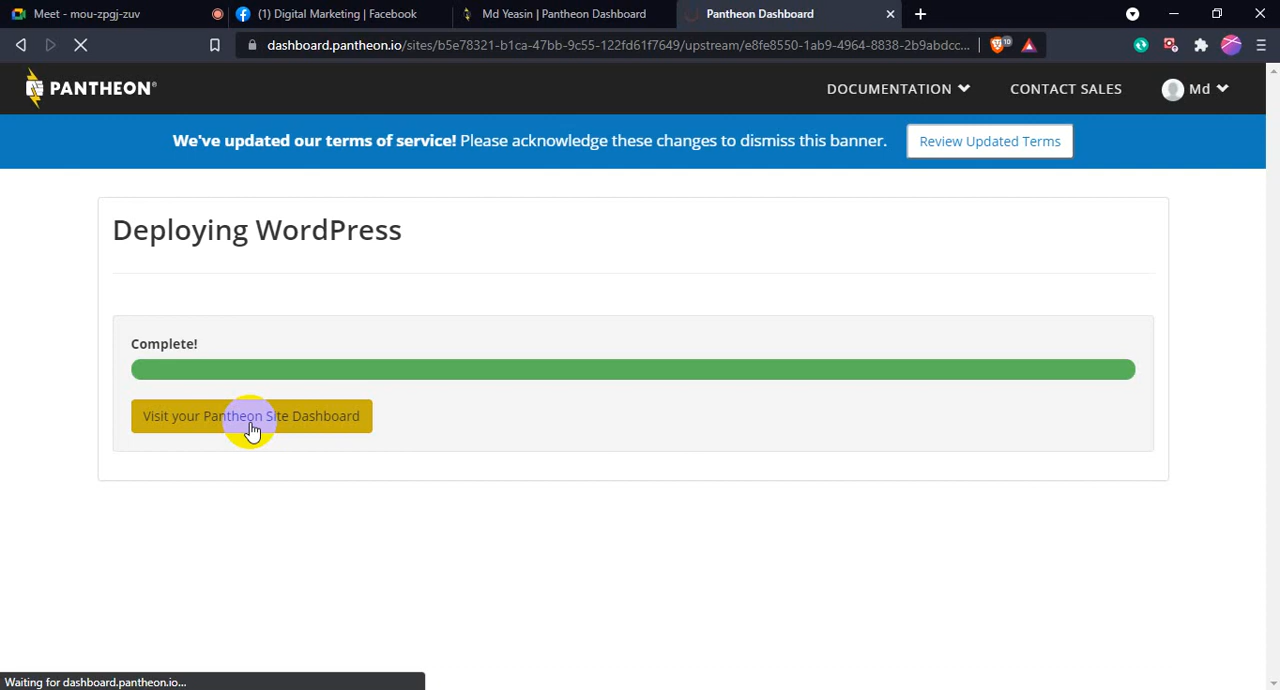 Meet - mou-zpgj-zuv
(1) Digital Marketing | Facebook
Md Yeasin | Pantheon Dashboard
Pantheon Dashboard
dashboard.pantheon.io/sites/b5e78321-b1ca-47bb-9c55-122fd61f7649/upstream/e8fe8550-1ab9-4964-8838-2b9abdcc...
10
PANTHEON®
DOCUMENTATION
CONTACT SALES
Md
We've updated our terms of service! Please acknowledge these changes to dismiss this banner.
Review Updated Terms
Deploying WordPress
Complete!
Visit your Pantheon Site Dashboard
Waiting for dashboard.pantheon.io...